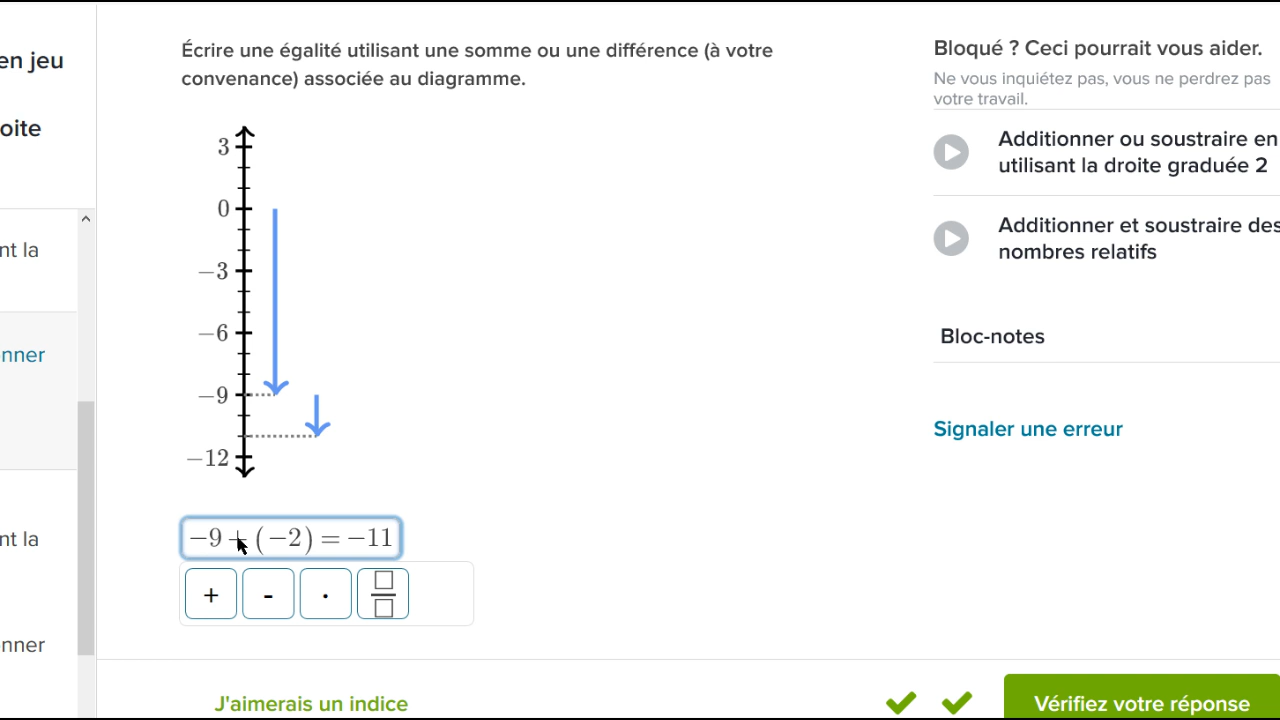 en jeu
oite
nt la
nner
nt la
nner
Écrire une égalité utilisant une somme ou une différence (à votre
convenance) associée au diagramme.
3
0
−3
−6
−9
−12
−9 + (−2) = −11
+
-
·
J'aimerais un indice
Vérifiez votre réponse
Bloqué ? Ceci pourrait vous aider.
Ne vous inquiétez pas, vous ne perdrez pas
votre travail.
Additionner ou soustraire en
utilisant la droite graduée 2
Additionner et soustraire des
nombres relatifs
Bloc-notes
Signaler une erreur